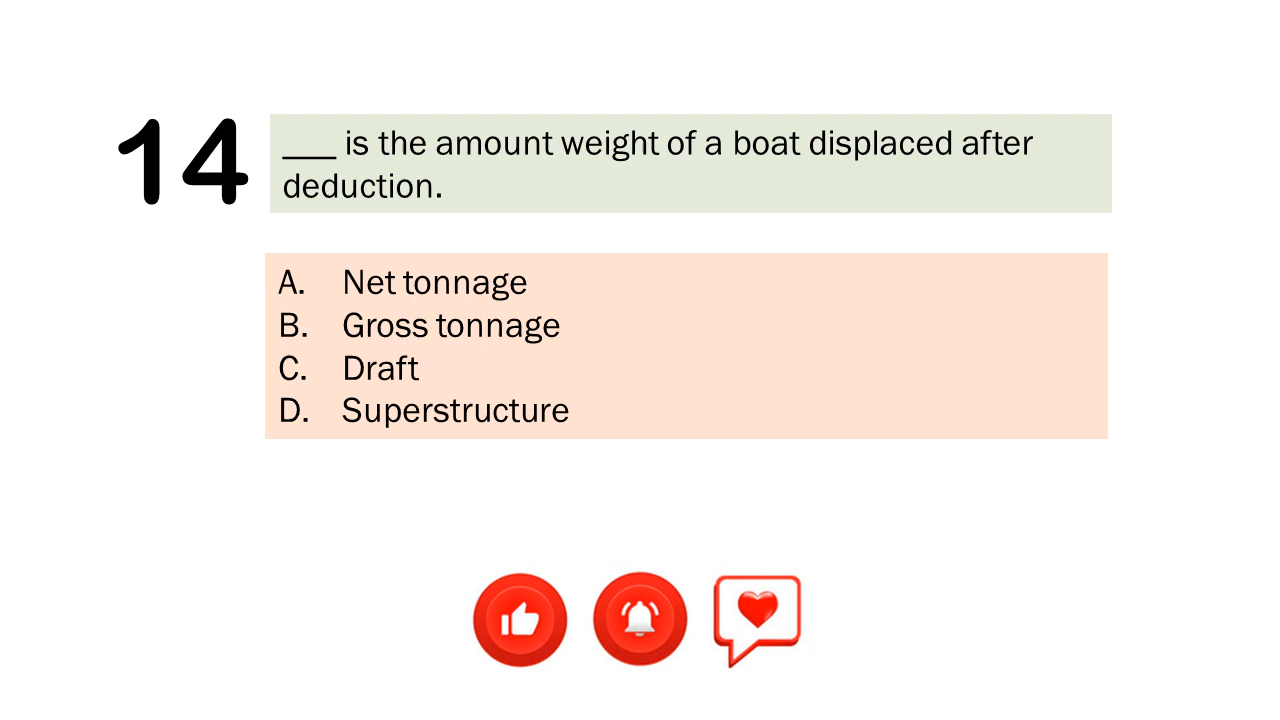 14
___ is the amount weight of a boat displaced after
deduction.
A. Net tonnage
B. Gross tonnage
C. Draft
D. Superstructure